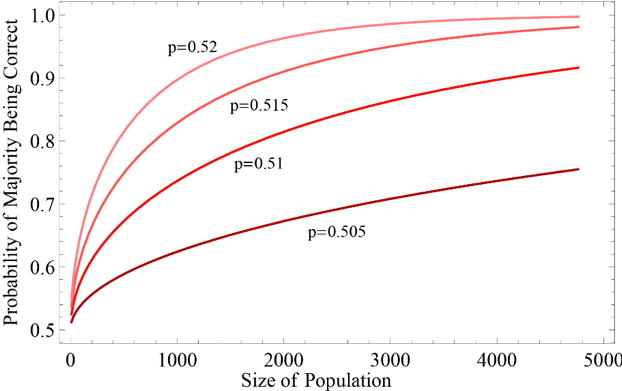 1.0
0.9
0.8
0.7
0.6
0.5
Probability of Majority Being Correct
p=0.52
p=0.515
p=0.51
p=0.505
0 1000 2000 3000 4000 5000
Size of Population